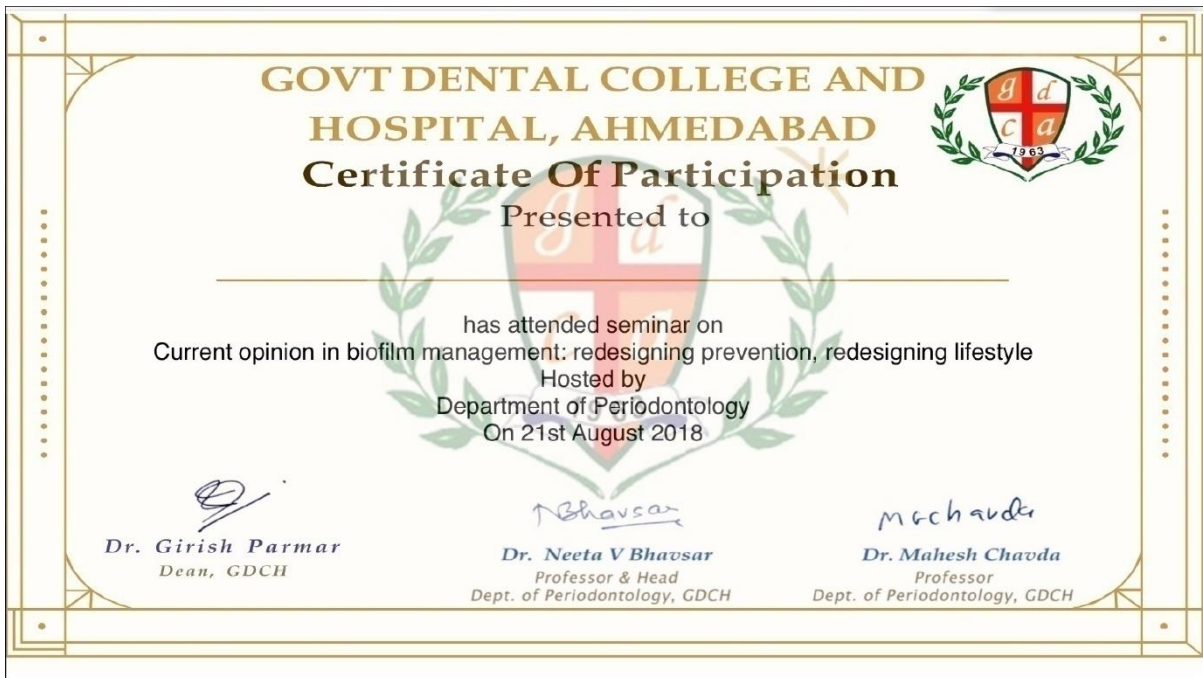 GOVT DENTAL COLLEGE AND
HOSPITAL, AHMEDABAD
g d
c a
1963
Certificate Of Participation
Presented to
g d
c a
has attended seminar on
Current opinion in biofilm management: redesigning prevention, redesigning lifestyle
Hosted by
Department of Periodontology
1963
On 21st August 2018
NBhavsar
Dr. Girish Parmar
Dean, GDCH
Dr. Neeta V Bhavsar
Professor & Head
Dept. of Periodontology, GDCH
Dr. Mahesh Chavda
Professor
Dept. of Periodontology, GDCH